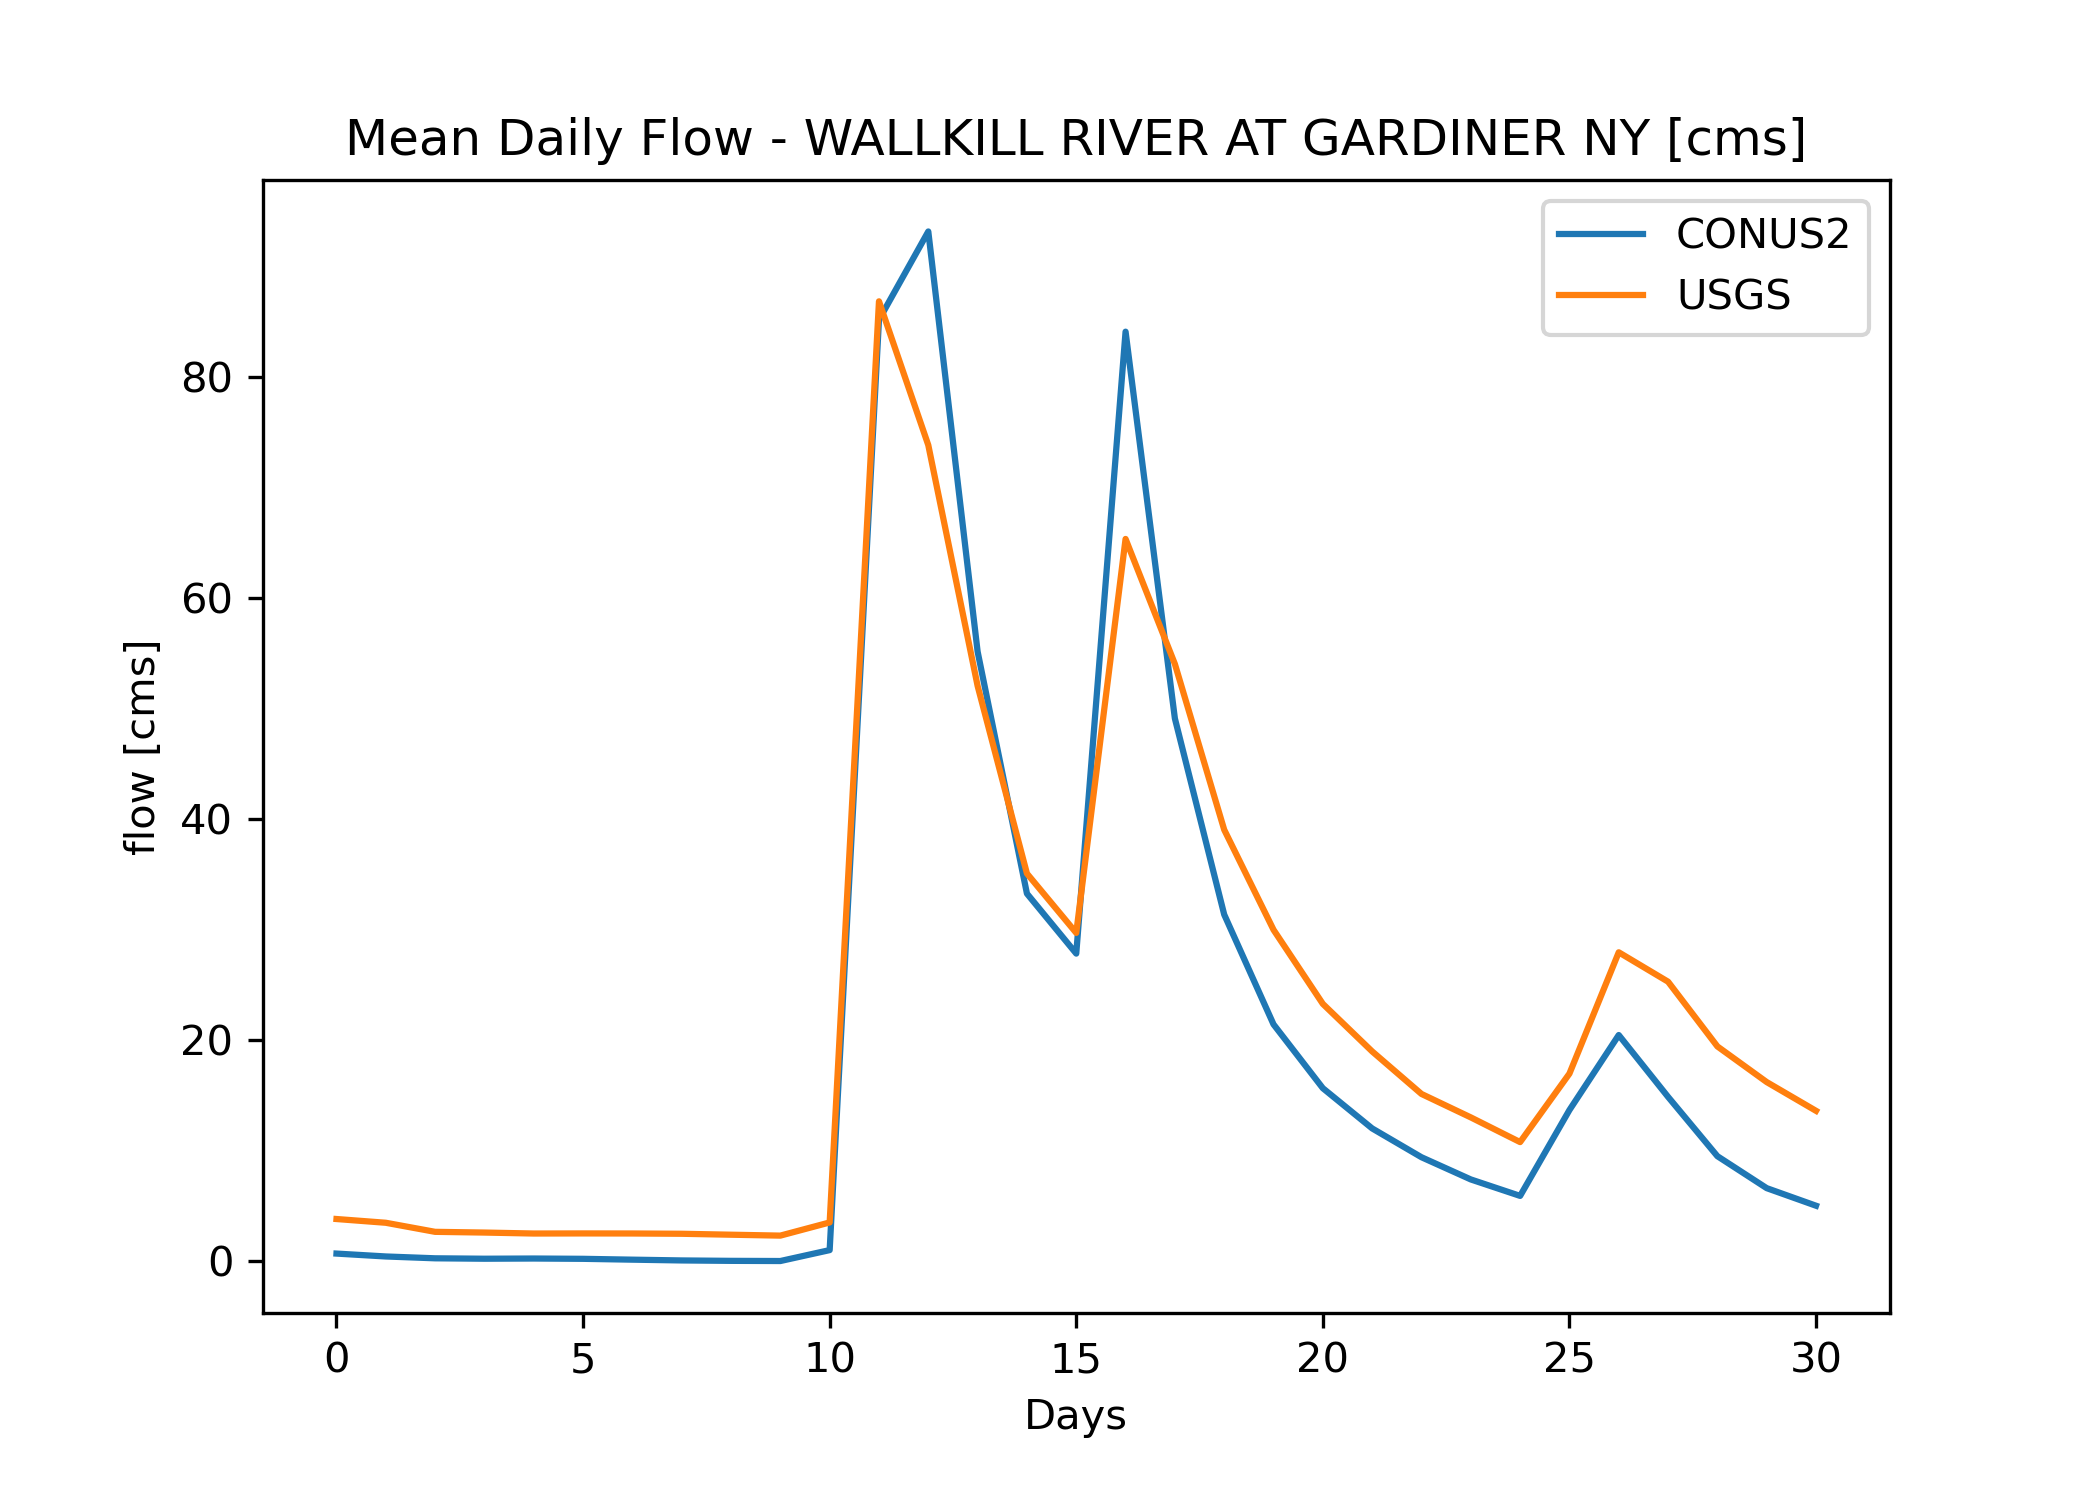 Mean Daily Flow - WALLKILL RIVER AT GARDINER NY [cms]
CONUS2
USGS
80
60
40
20
0
flow [cms]
0 5 10 15 20 25 30
Days